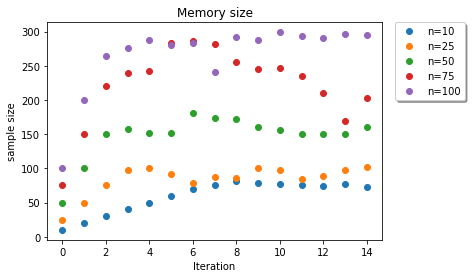 Memory size
300
250
200
150
100
50
0
sample size
0 2 4 6 8 10 12 14
Iteration
n=10
n=25
n=50
n=75
n=100